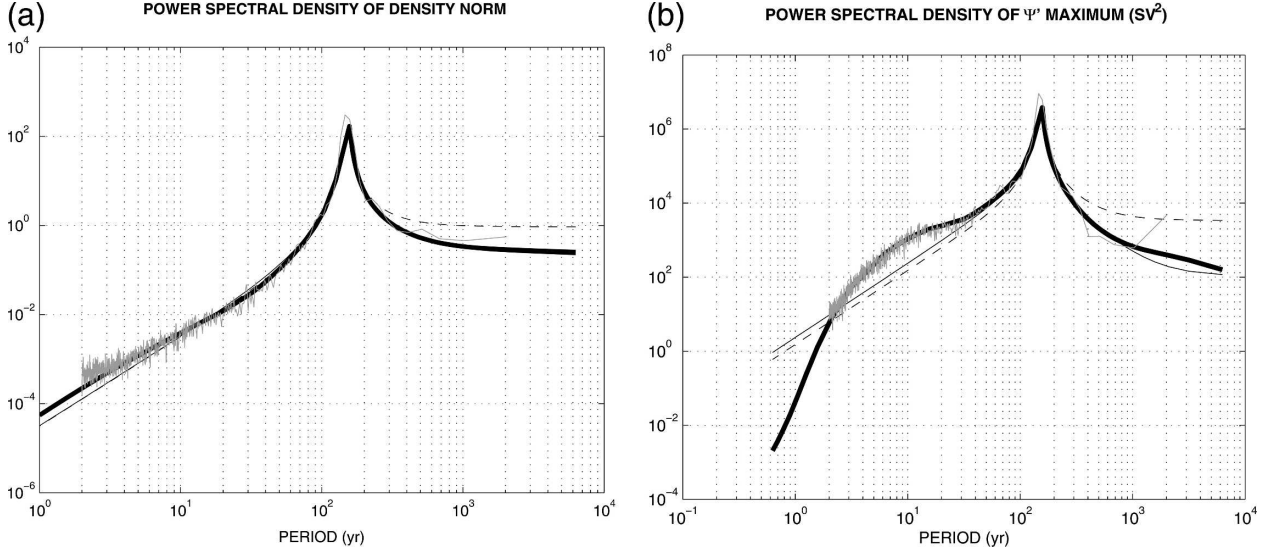 (a)
POWER SPECTRAL DENSITY OF DENSITY NORM
10^4
10^2
10^0
10^−2
10^−4
10^−6
10^0 10^1 10^2 10^3 10^4
PERIOD (yr)
(b)
POWER SPECTRAL DENSITY OF Ψ' MAXIMUM (SV^2)
10^8
10^6
10^4
10^2
10^0
10^−2
10^−4
10^−1 10^0 10^1 10^2 10^3 10^4
PERIOD (yr)